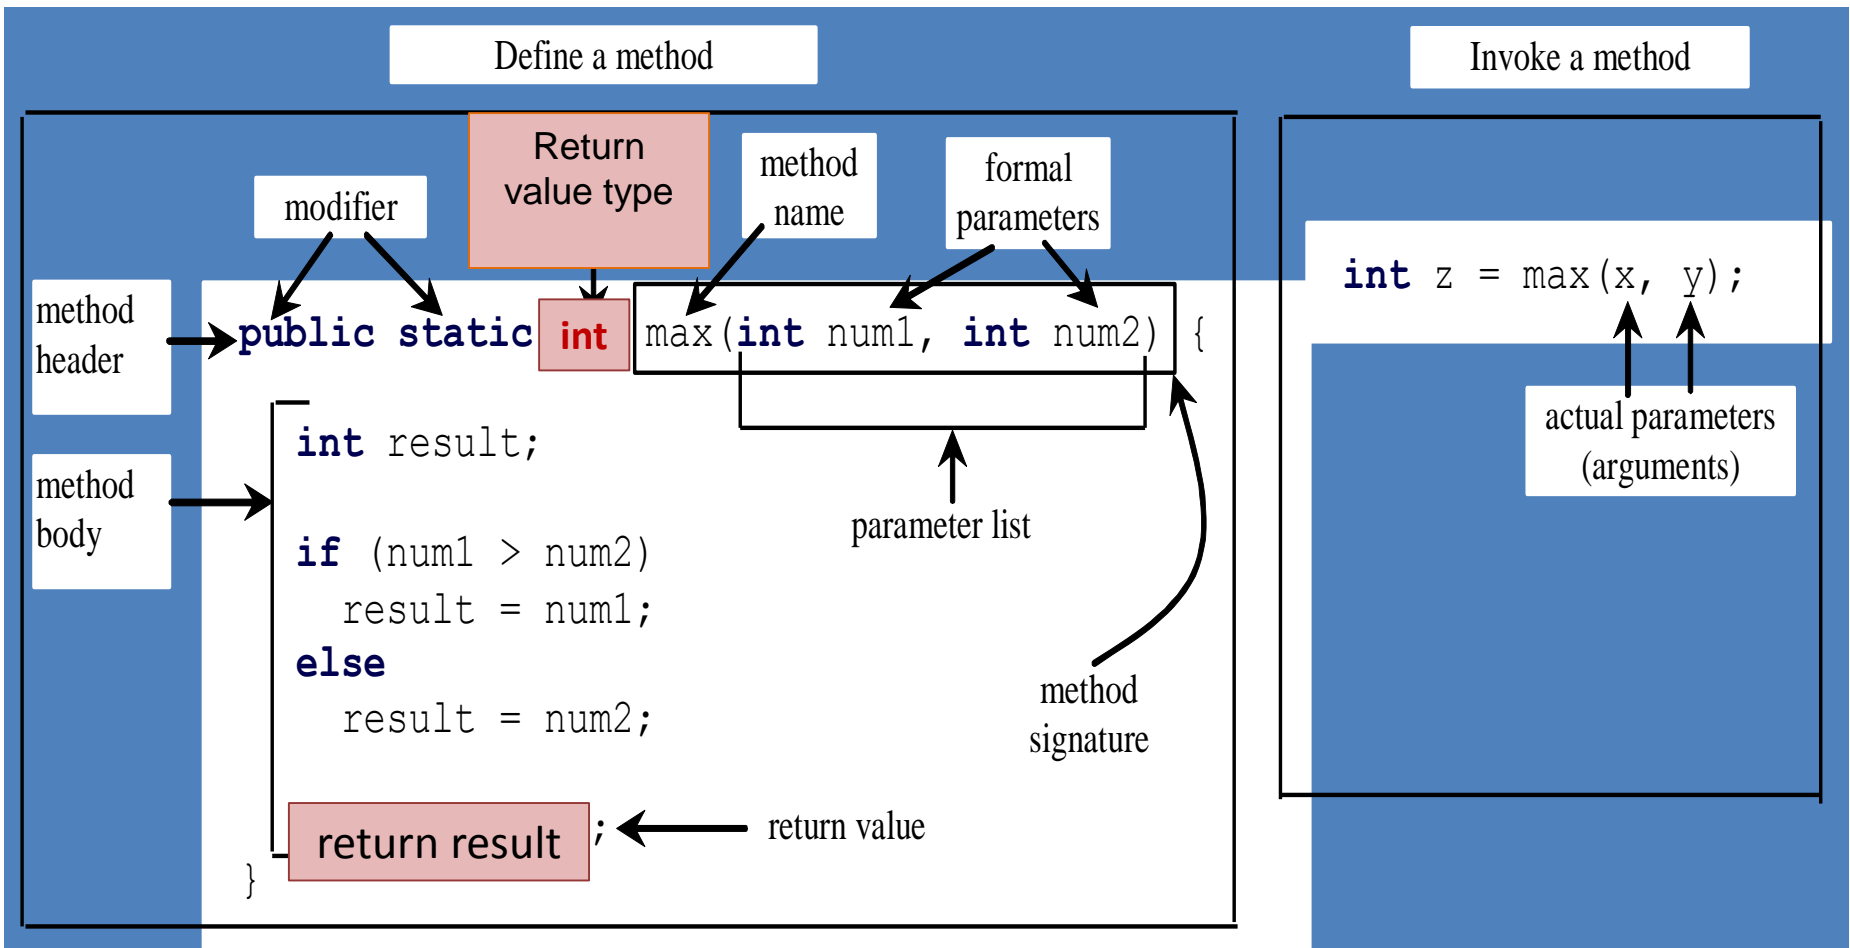 Define a method
Invoke a method
Return
value type
method
name
formal
parameters
modifier
method
header
public static int max(int num1, int num2) {
int z = max(x, y);
actual parameters
(arguments)
int result;
parameter list
method
body
if (num1 > num2)
result = num1;
else
result = num2;
method
signature
return result;
return value
}